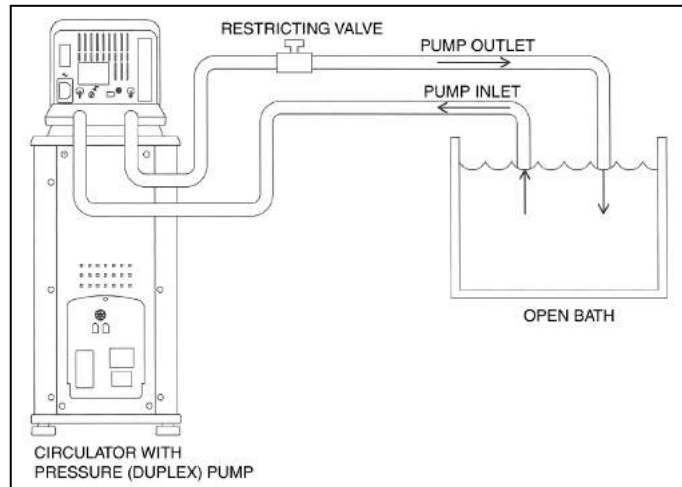 RESTRICTING VALVE
PUMP OUTLET
PUMP INLET
OPEN BATH
CIRCULATOR WITH
PRESSURE (DUPLEX) PUMP